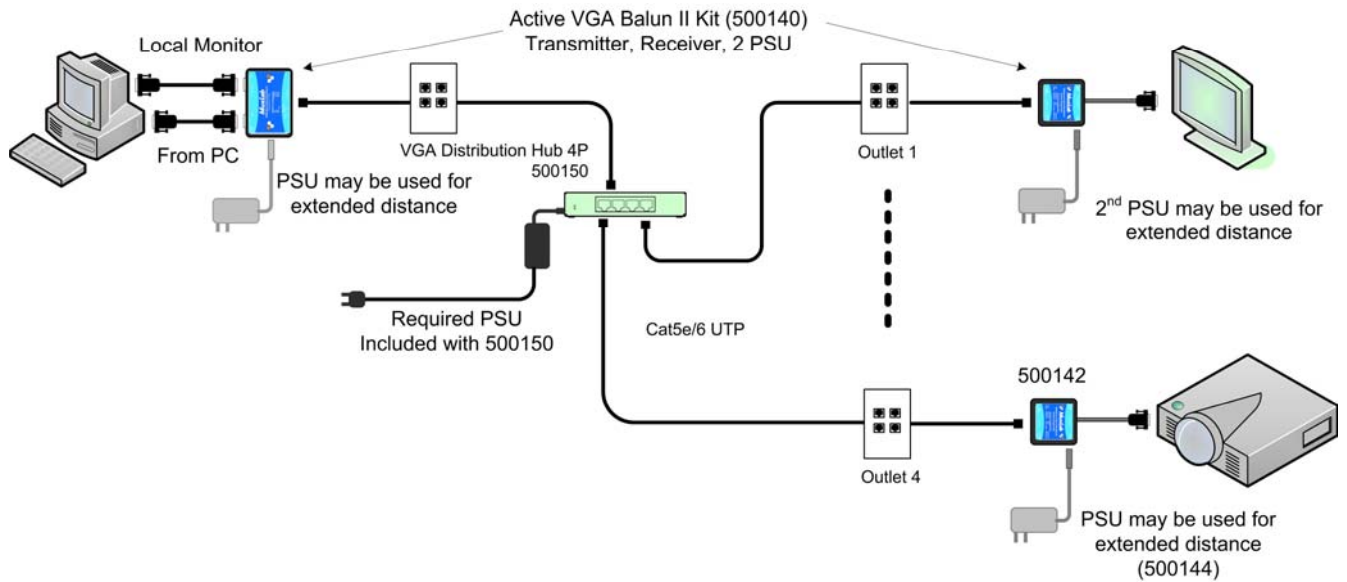 Active VGA Balun II Kit (500140)
Transmitter, Receiver, 2 PSU
Local Monitor
From PC
VGA Distribution Hub 4P
500150
PSU may be used for
extended distance
Outlet 1
2nd PSU may be used for
extended distance
Required PSU
Included with 500150
Cat5e/6 UTP
500142
Outlet 4
PSU may be used for
extended distance
(500144)